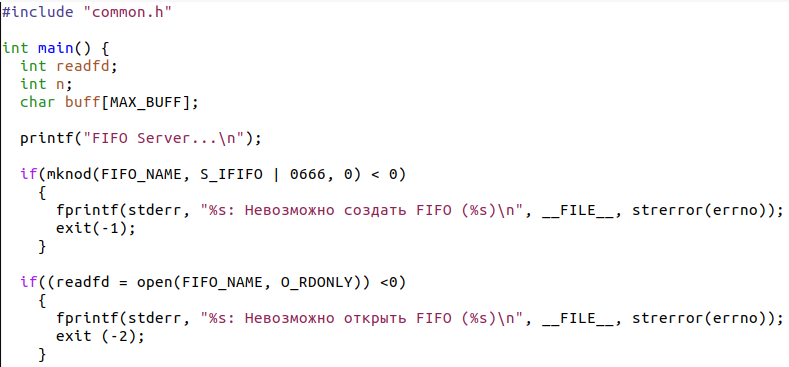 #include "common.h"
int main() {
int readfd;
int n;
char buff[MAX_BUFF];
printf("FIFO Server...\n");
if(mknod(FIFO_NAME, S_IFIFO | 0666, 0) < 0)
{
fprintf(stderr, "%s: Невозможно создать FIFO (%s)\n", __FILE__, strerror(errno));
exit(-1);
}
if((readfd = open(FIFO_NAME, O_RDONLY)) <0)
{
fprintf(stderr, "%s: Невозможно открыть FIFO (%s)\n", __FILE__, strerror(errno));
exit (-2);
}